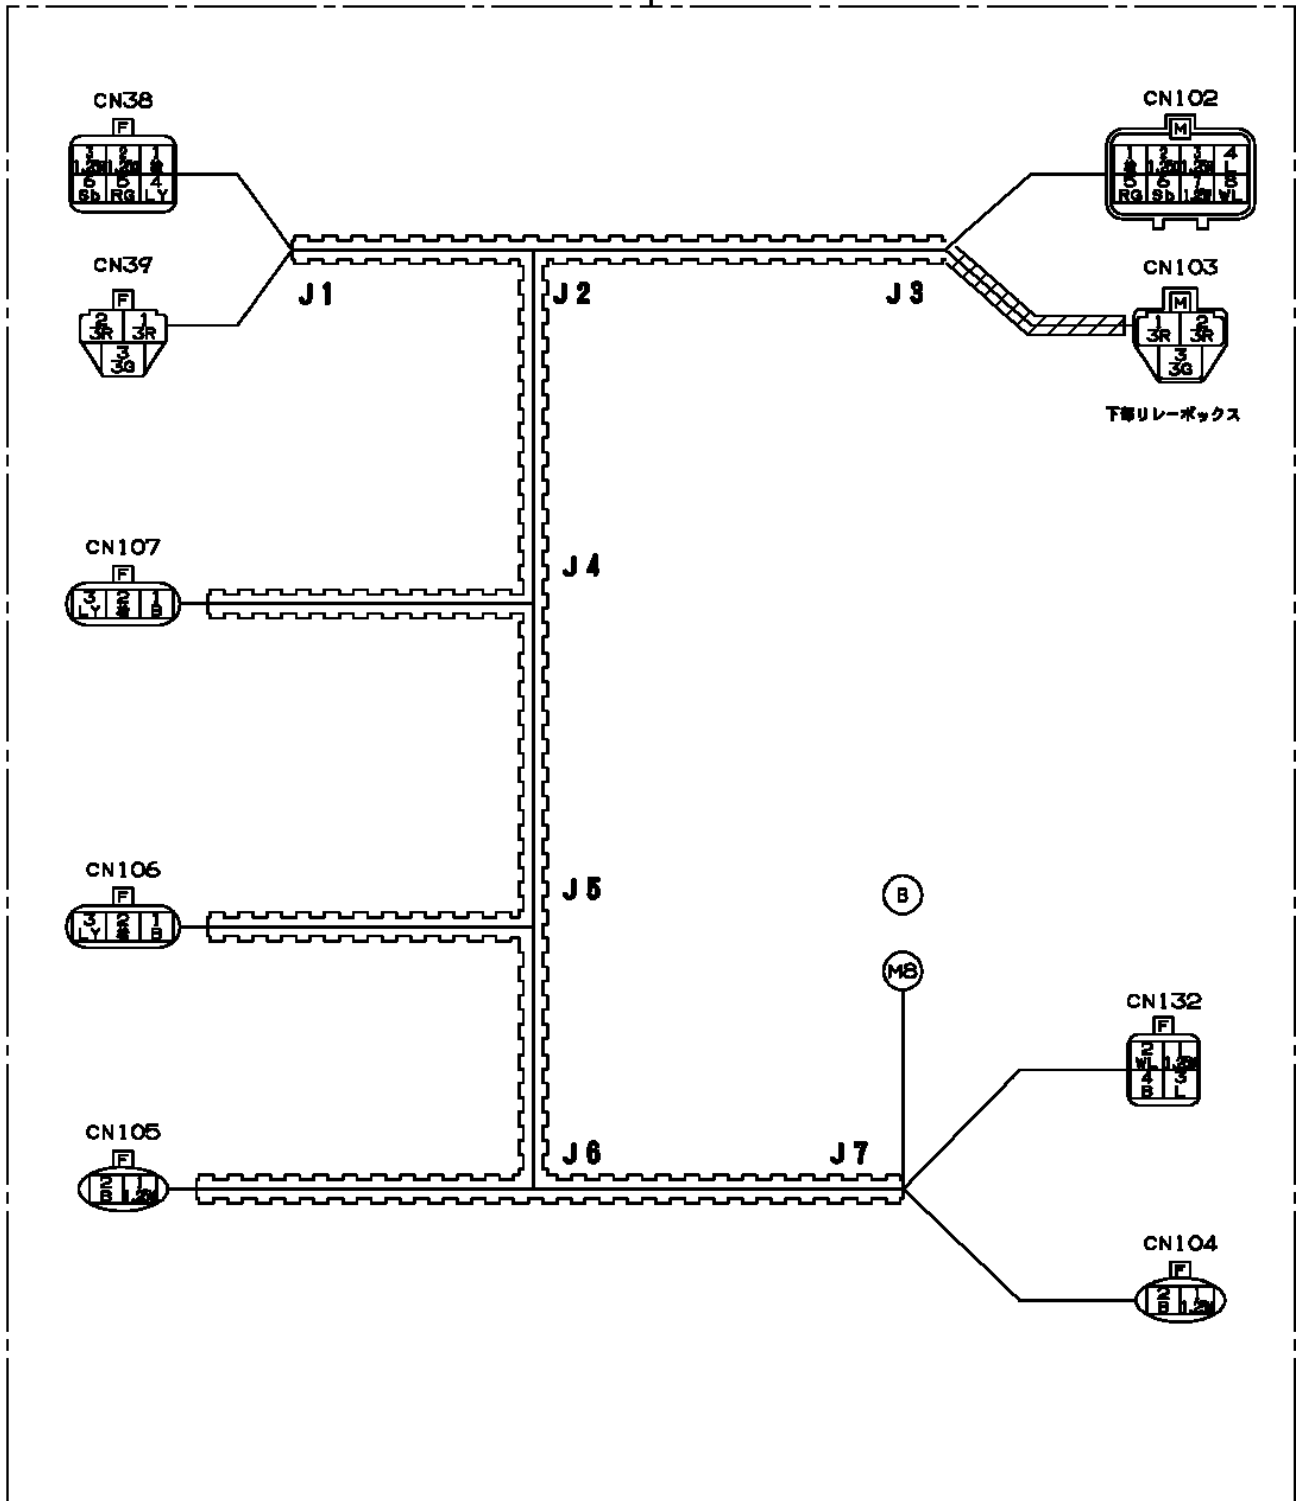 CN38
F
3 2 1
6 5 4
Sb RG LY
CN102
M
1 2 3 4
L
5 6 7 8
RG Sb 1.25W WL
CN39
F
2 1
3R 3R
3
3G
J1
J2
J3
CN103
M
1 2
3R 3R
3
3G
下部リレーボックス
CN107
F
3 2 1
LY B
J4
CN106
F
3 2 1
LY B
J5
B
M8
CN132
F
2 1
WL
4 3
B L
CN105
F
2 1
B
J6
J7
CN104
F
2 1
B